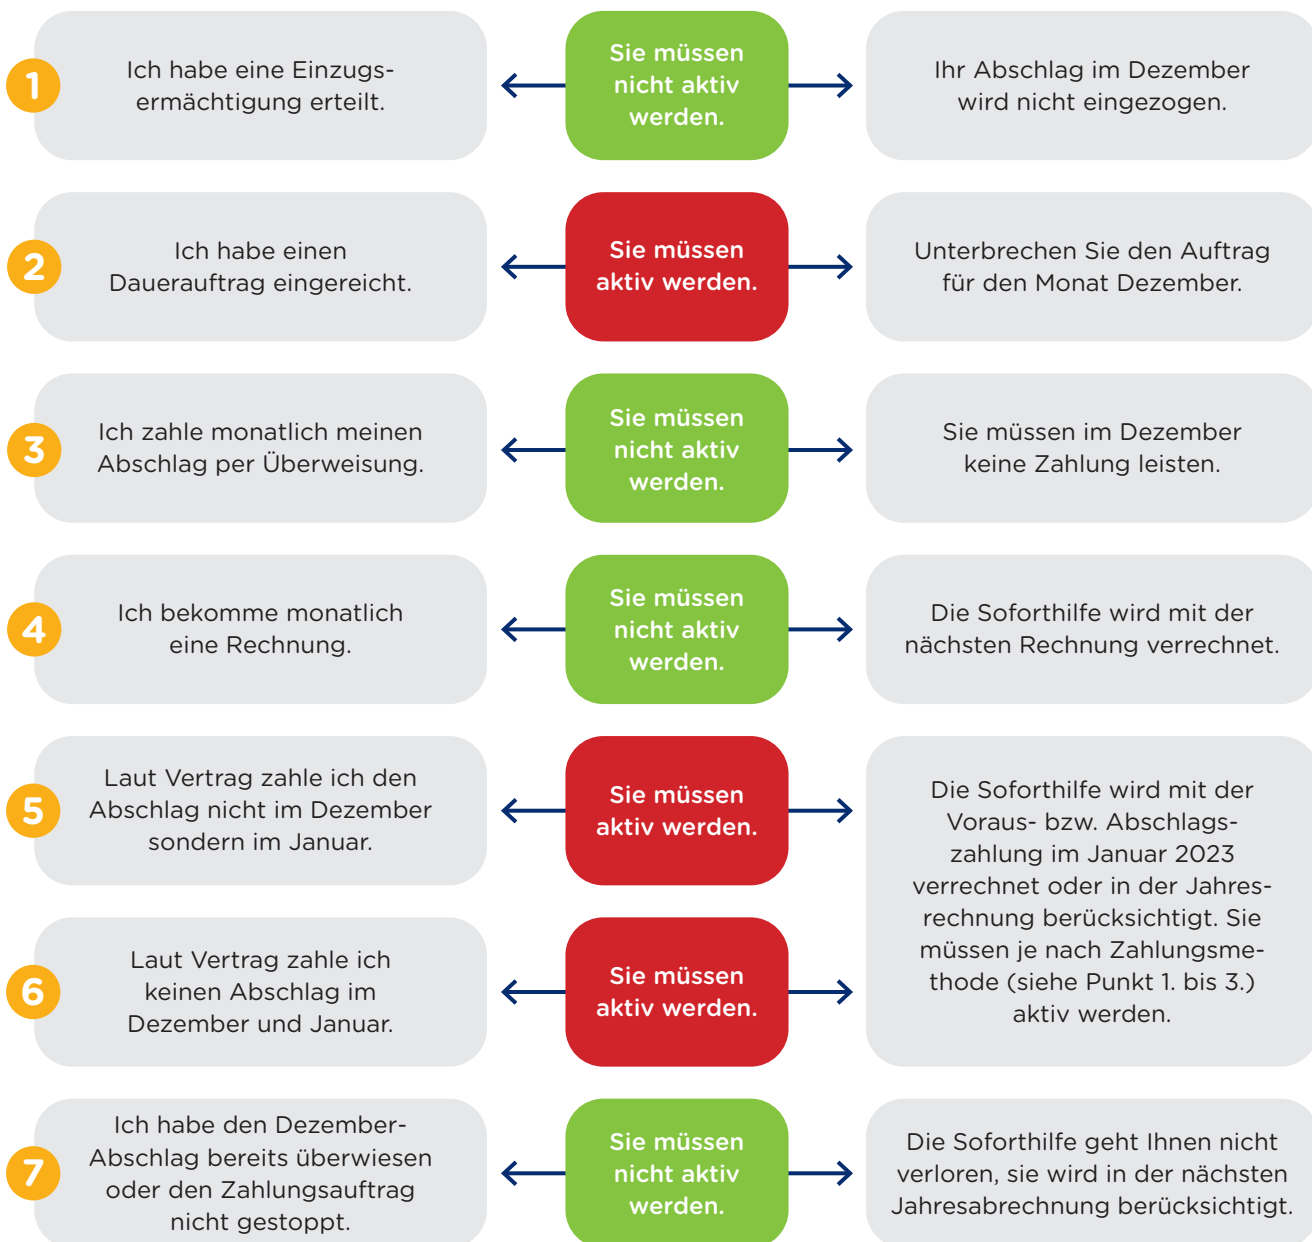 1
Ich habe eine Einzugs-
ermächtigung erteilt.
Sie müssen
nicht aktiv
werden.
Ihr Abschlag im Dezember
wird nicht eingezogen.
2
Ich habe einen
Dauerauftrag eingereicht.
Sie müssen
aktiv werden.
Unterbrechen Sie den Auftrag
für den Monat Dezember.
3
Ich zahle monatlich meinen
Abschlag per Überweisung.
Sie müssen
nicht aktiv
werden.
Sie müssen im Dezember
keine Zahlung leisten.
4
Ich bekomme monatlich
eine Rechnung.
Sie müssen
nicht aktiv
werden.
Die Soforthilfe wird mit der
nächsten Rechnung verrechnet.
5
Laut Vertrag zahle ich den
Abschlag nicht im Dezember
sondern im Januar.
Sie müssen
aktiv werden.
Die Soforthilfe wird mit der
Voraus- bzw. Abschlags-
zahlung im Januar 2023
verrechnet oder in der Jahres-
rechnung berücksichtigt. Sie
müssen je nach Zahlungsme-
thode (siehe Punkt 1. bis 3.)
aktiv werden.
6
Laut Vertrag zahle ich
keinen Abschlag im
Dezember und Januar.
Sie müssen
aktiv werden.
7
Ich habe den Dezember-
Abschlag bereits überwiesen
oder den Zahlungsauftrag
nicht gestoppt.
Sie müssen
nicht aktiv
werden.
Die Soforthilfe geht Ihnen nicht
verloren, sie wird in der nächsten
Jahresabrechnung berücksichtigt.